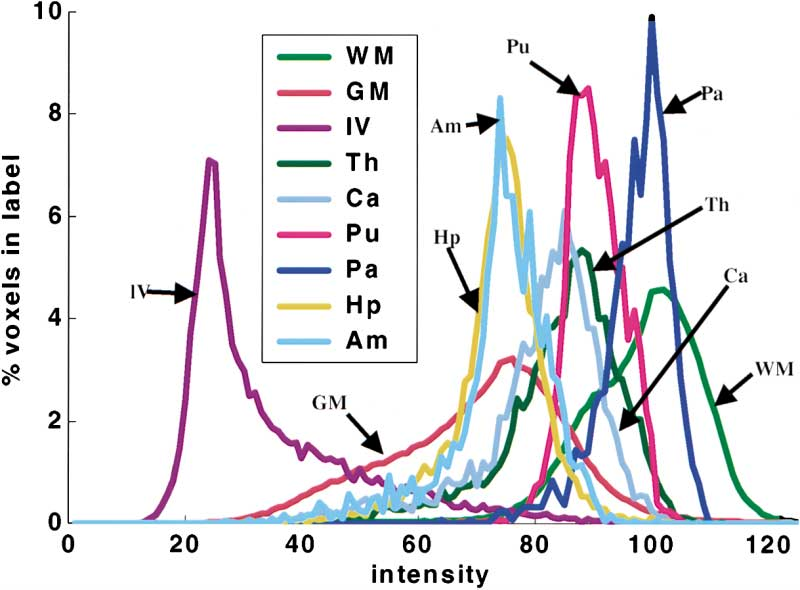 10
8
6
4
2
0
% voxels in label
WM
GM
IV
Th
Ca
Pu
Pa
Hp
Am
Pu
Pa
Am
Th
Hp
Ca
IV
WM
GM
0 20 40 60 80 100 120
intensity